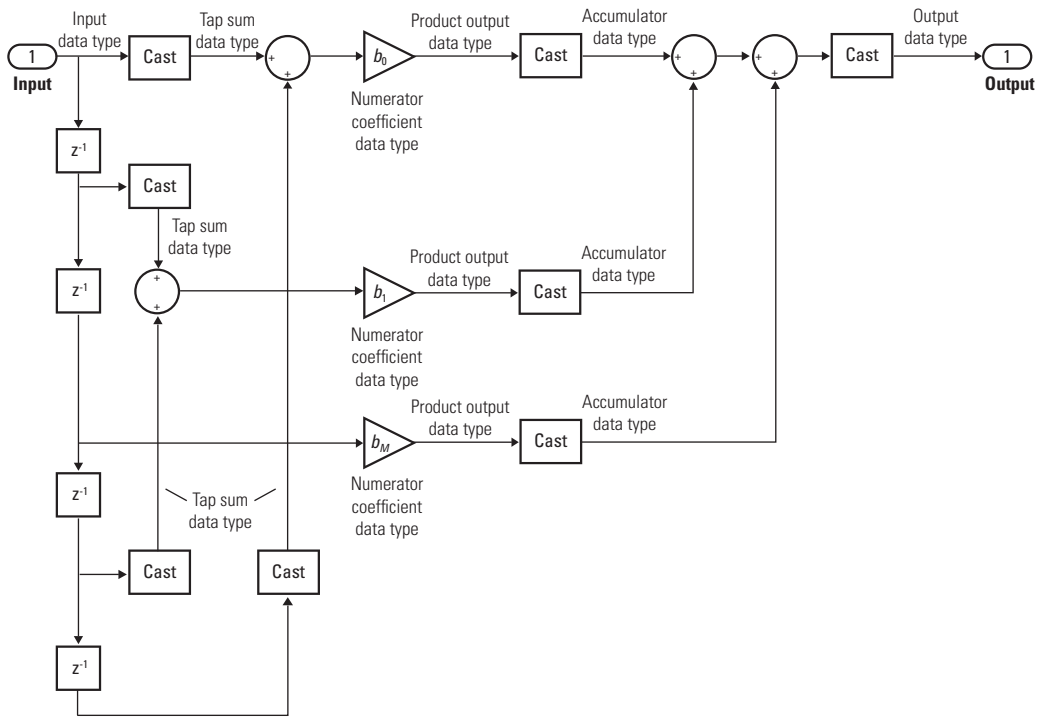 Input
data type
Tap sum
data type
Product output
data type
Accumulator
data type
Output
data type
1
Input
Cast
+
+
b₀
Cast
+
+
+
+
Cast
1
Output
Numerator
coefficient
data type
z⁻¹
Cast
Tap sum
data type
z⁻¹
+
+
b₁
Product output
data type
Cast
Accumulator
data type
Numerator
coefficient
data type
Product output
data type
Accumulator
data type
b_M
Cast
Numerator
coefficient
data type
z⁻¹
Tap sum
data type
Cast
Cast
z⁻¹